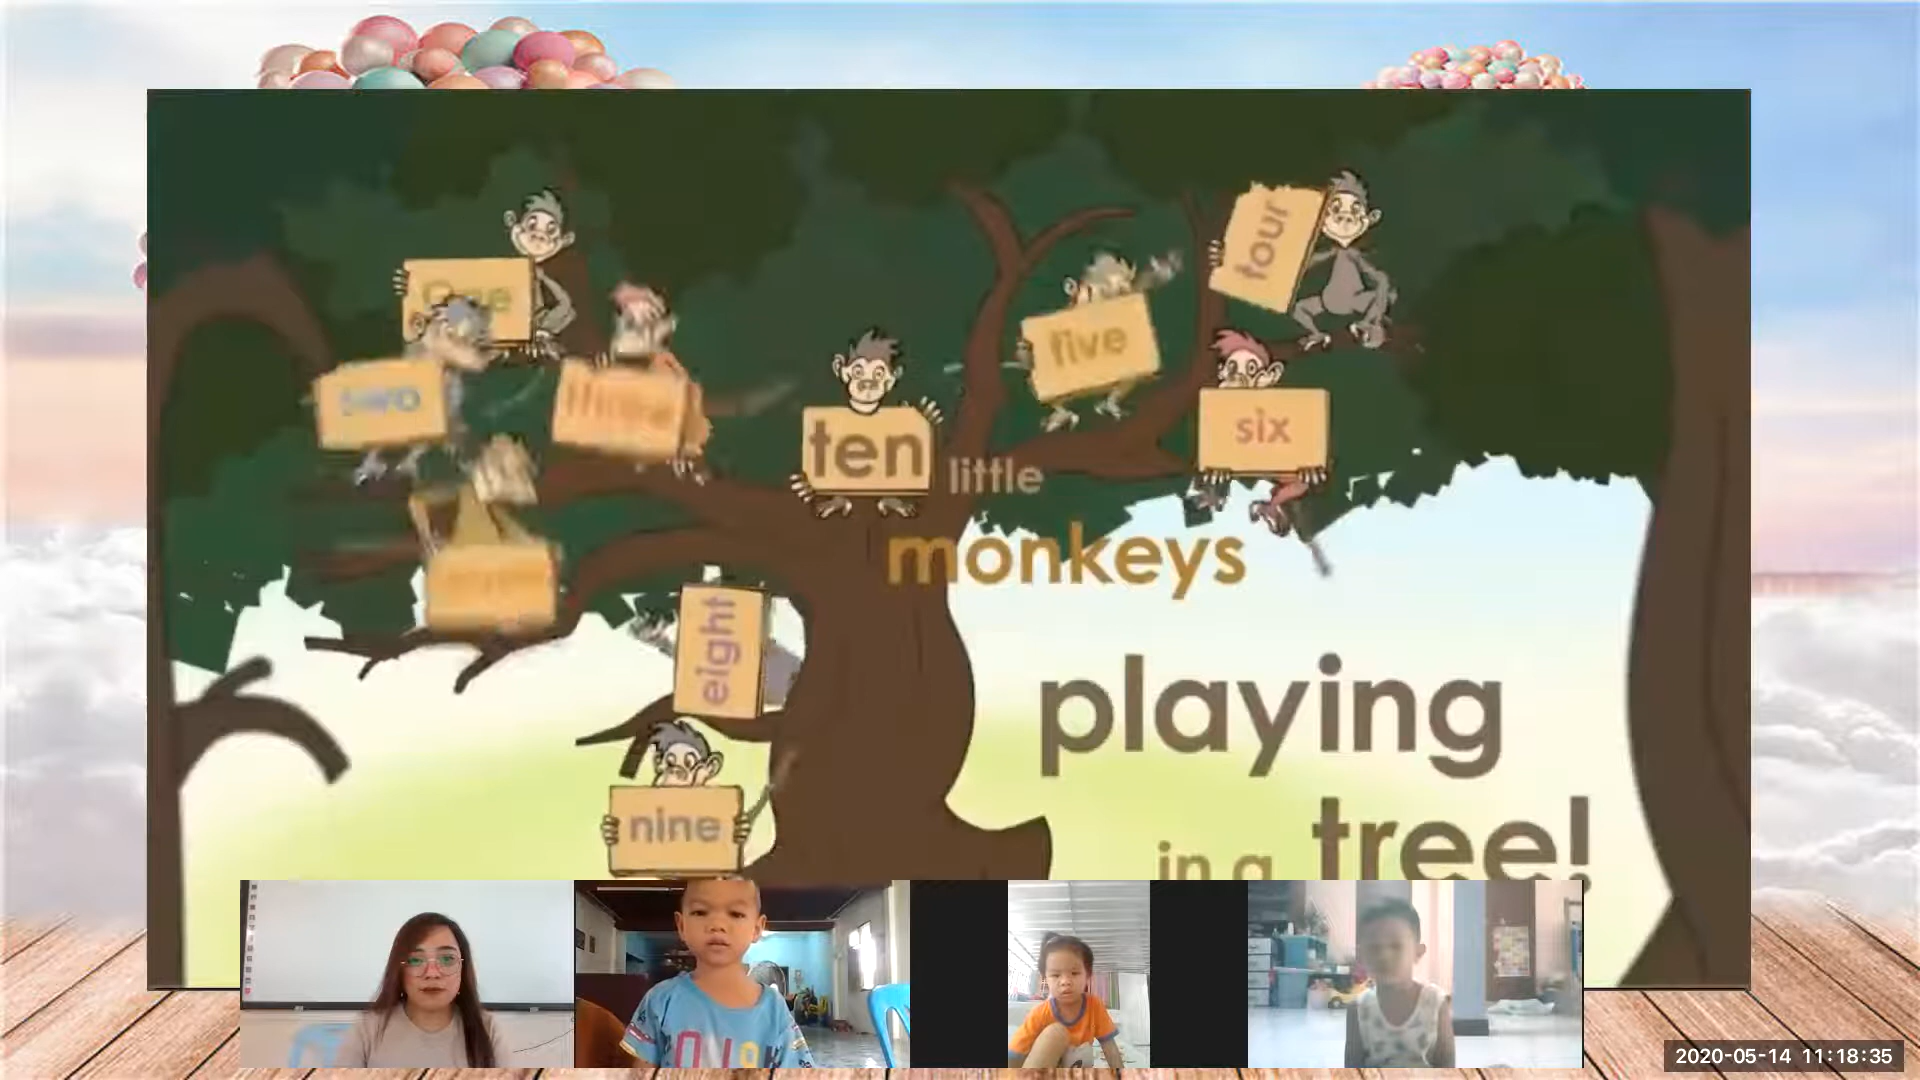 four
five
two
six
ten little
monkeys
eight
playing
nine
in a tree!
2020-05-14 11:18:35